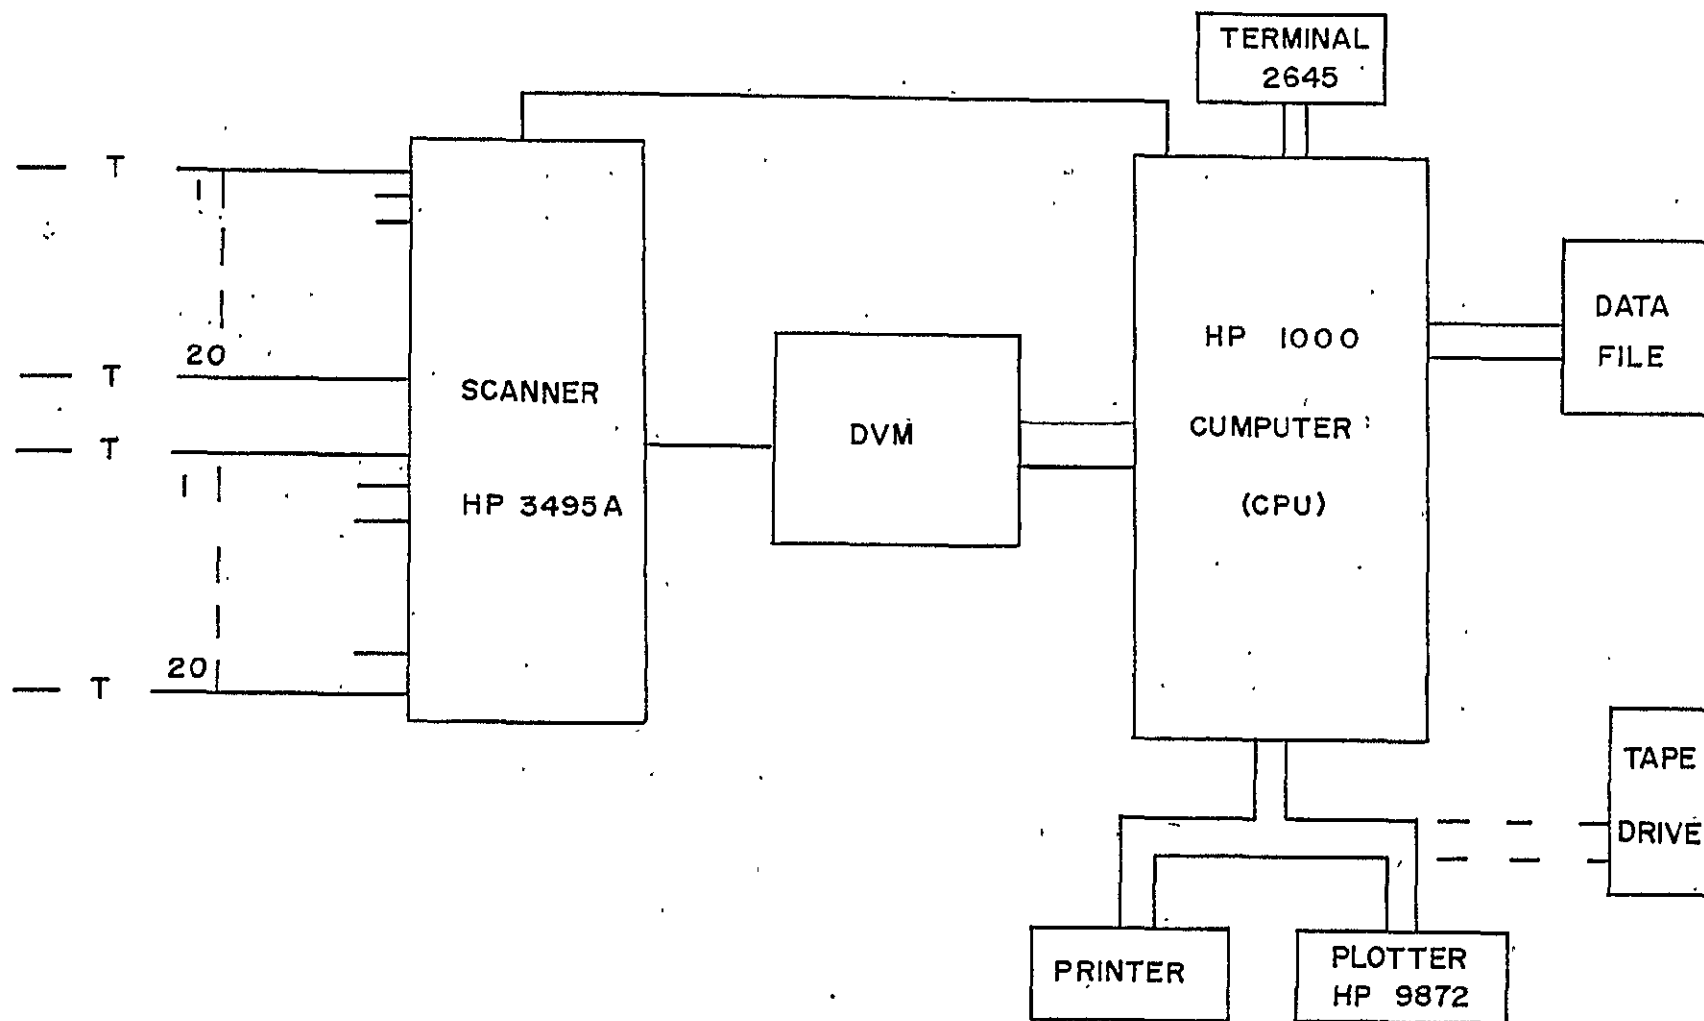 TERMINAL
2645
T
1
20
T
T
1
20
T
SCANNER
HP 3495A
DVM
HP 1000
CUMPUTER
(CPU)
DATA
FILE
TAPE
DRIVE
PRINTER
PLOTTER
HP 9872